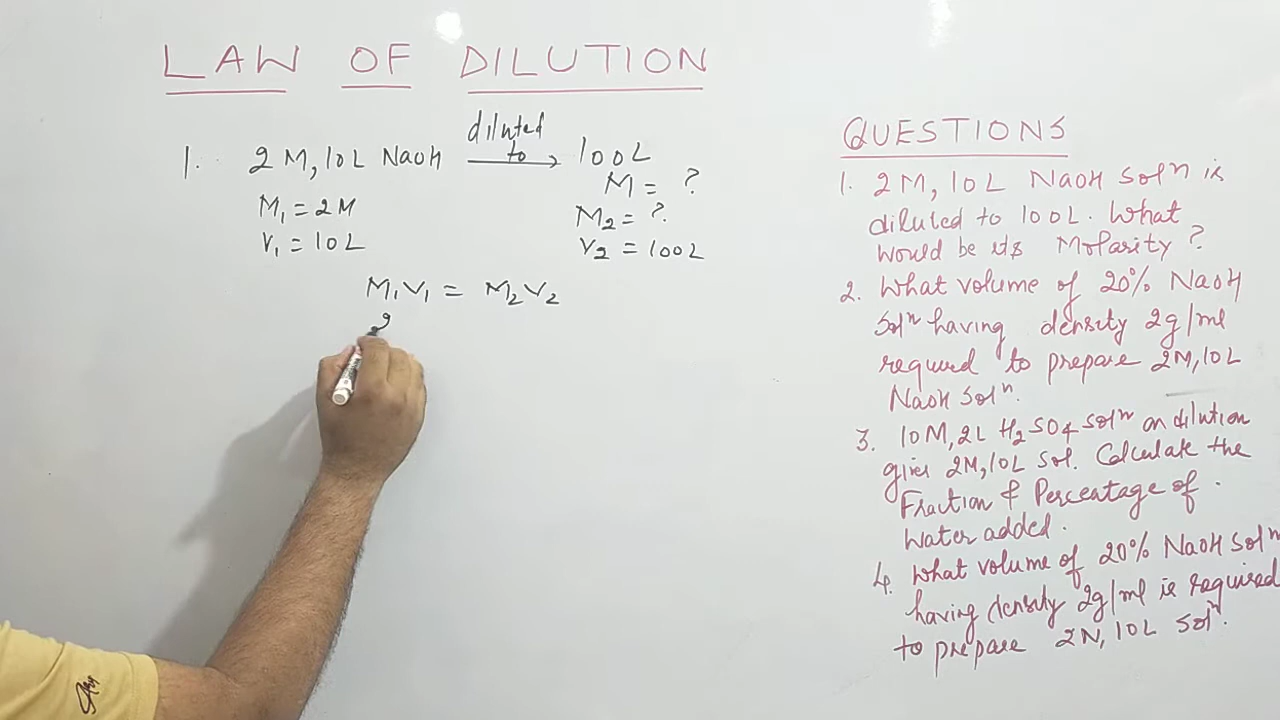 LAW OF DILUTION
1. 2M, 10L NaOH diluted to → 100L
M = ?
M₁ = 2M
M₂ = ?
V₁ = 10L
V₂ = 100L
M₁V₁ = M₂V₂
2
QUESTIONS
1. 2M, 10L NaOH Solⁿ is
diluted to 100L. What
would be its Molarity?
2. What volume of 20% NaOH
Solⁿ having density 2g/ml
required to prepare 2M, 10L
NaOH Solⁿ.
3. 10M, 2L H₂SO₄ Solⁿ on dilution
gives 2M, 10L Sol. Calculate the
Fraction & Percentage of
Water added.
4. What volume of 20% NaOH Solⁿ
having density 2g/ml is required
to prepare 2N, 10L Solⁿ.